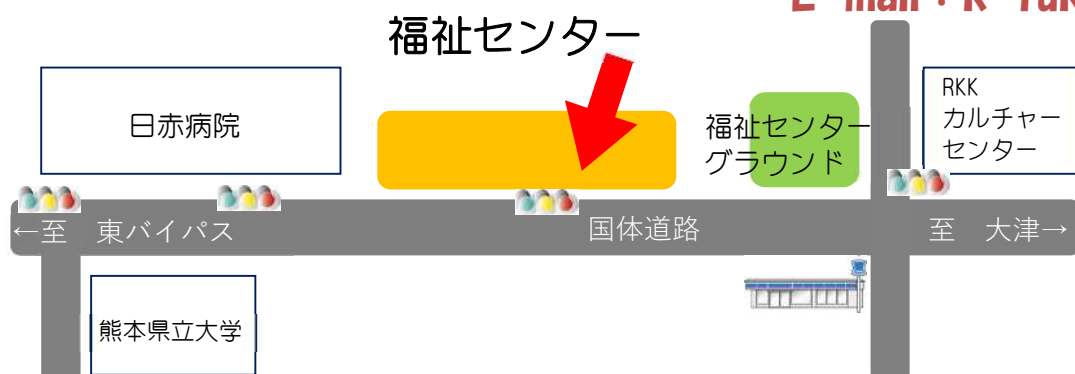 福祉センター
日赤病院
福祉センター
グラウンド
RKK
カルチャー
センター
←至　東バイパス
国体道路
至　大津→
熊本県立大学